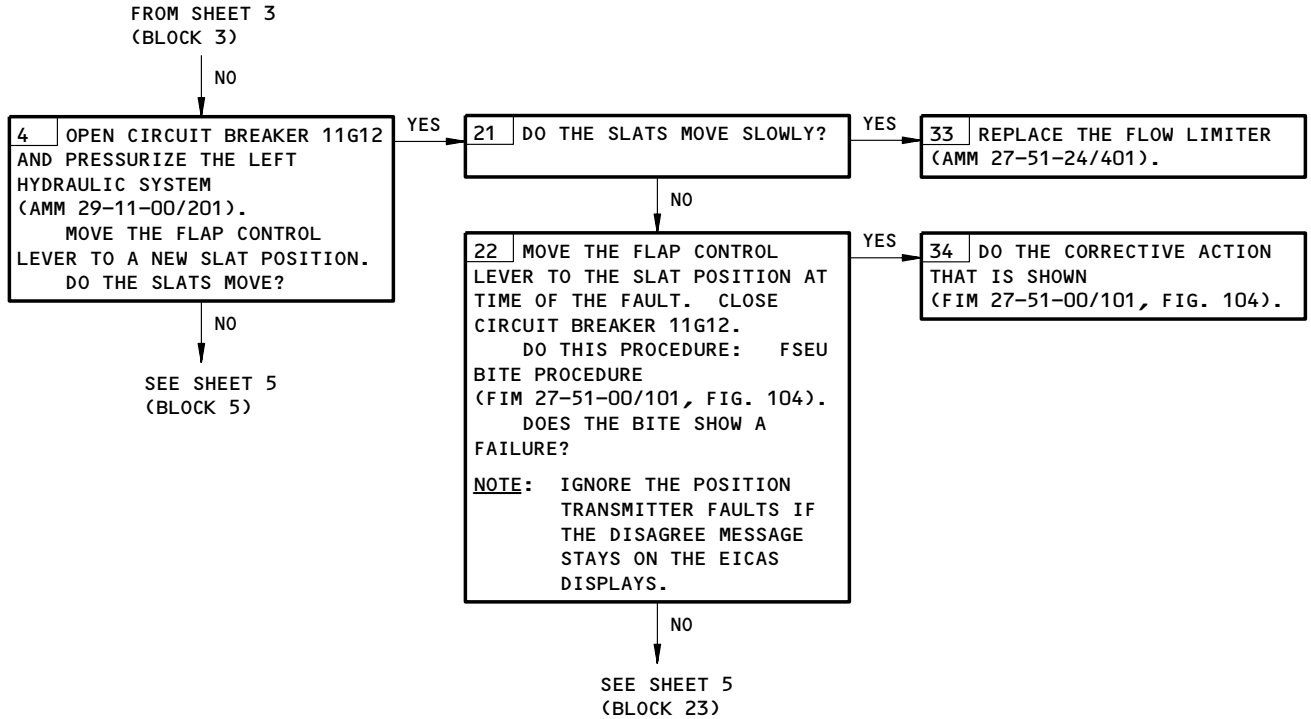 FROM SHEET 3
(BLOCK 3)
NO
4 OPEN CIRCUIT BREAKER 11G12
AND PRESSURIZE THE LEFT
HYDRAULIC SYSTEM
(AMM 29-11-00/201).
MOVE THE FLAP CONTROL
LEVER TO A NEW SLAT POSITION.
DO THE SLATS MOVE?
NO
SEE SHEET 5
(BLOCK 5)
YES
21 DO THE SLATS MOVE SLOWLY?
YES
33 REPLACE THE FLOW LIMITER
(AMM 27-51-24/401).
NO
22 MOVE THE FLAP CONTROL
LEVER TO THE SLAT POSITION AT
TIME OF THE FAULT. CLOSE
CIRCUIT BREAKER 11G12.
DO THIS PROCEDURE: FSEU
BITE PROCEDURE
(FIM 27-51-00/101, FIG. 104).
DOES THE BITE SHOW A
FAILURE?
NOTE: IGNORE THE POSITION
TRANSMITTER FAULTS IF
THE DISAGREE MESSAGE
STAYS ON THE EICAS
DISPLAYS.
YES
34 DO THE CORRECTIVE ACTION
THAT IS SHOWN
(FIM 27-51-00/101, FIG. 104).
NO
SEE SHEET 5
(BLOCK 23)